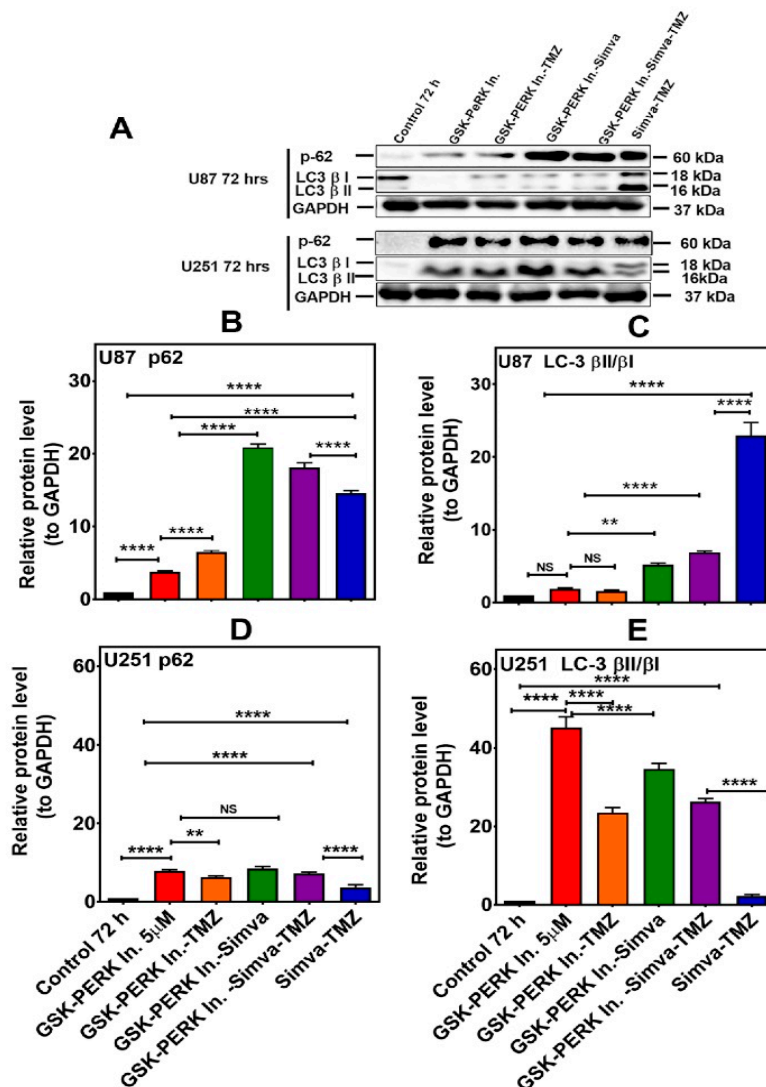 A
Control 72 h
GSK-PeRK In.
GSK-PERK In.-TMZ
GSK-PERK In.-Simva
GSK-PERK In.-Simva-TMZ
Simva-TMZ
U87 72 hrs
p-62
60 kDa
LC3 β I
18 kDa
LC3 β II
16 kDa
GAPDH
37 kDa
U251 72 hrs
p-62
60 kDa
LC3 β I
18 kDa
LC3 β II
16kDa
GAPDH
37 kDa
B
U87 p62
Relative protein level
(to GAPDH)
30
20
10
0
****
****
****
****
****
****
C
U87 LC-3 βII/βI
Relative protein level
(to GAPDH)
30
20
10
0
****
****
****
**
NS
NS
D
U251 p62
Relative protein level
(to GAPDH)
60
40
20
0
****
****
NS
****
**
****
Control 72 h
GSK-PERK In. 5μM
GSK-PERK In.-TMZ
GSK-PERK In.-Simva
GSK-PERK In. -Simva-TMZ
Simva-TMZ
E
U251 LC-3 βII/βI
Relative protein level
(to GAPDH)
60
40
20
0
****
****
****
****
****
Control 72 h
GSK-PERK In. 5μM
GSK-PERK In.-TMZ
GSK-PERK In.-Simva
GSK-PERK In. -Simva-TMZ
Simva-TMZ